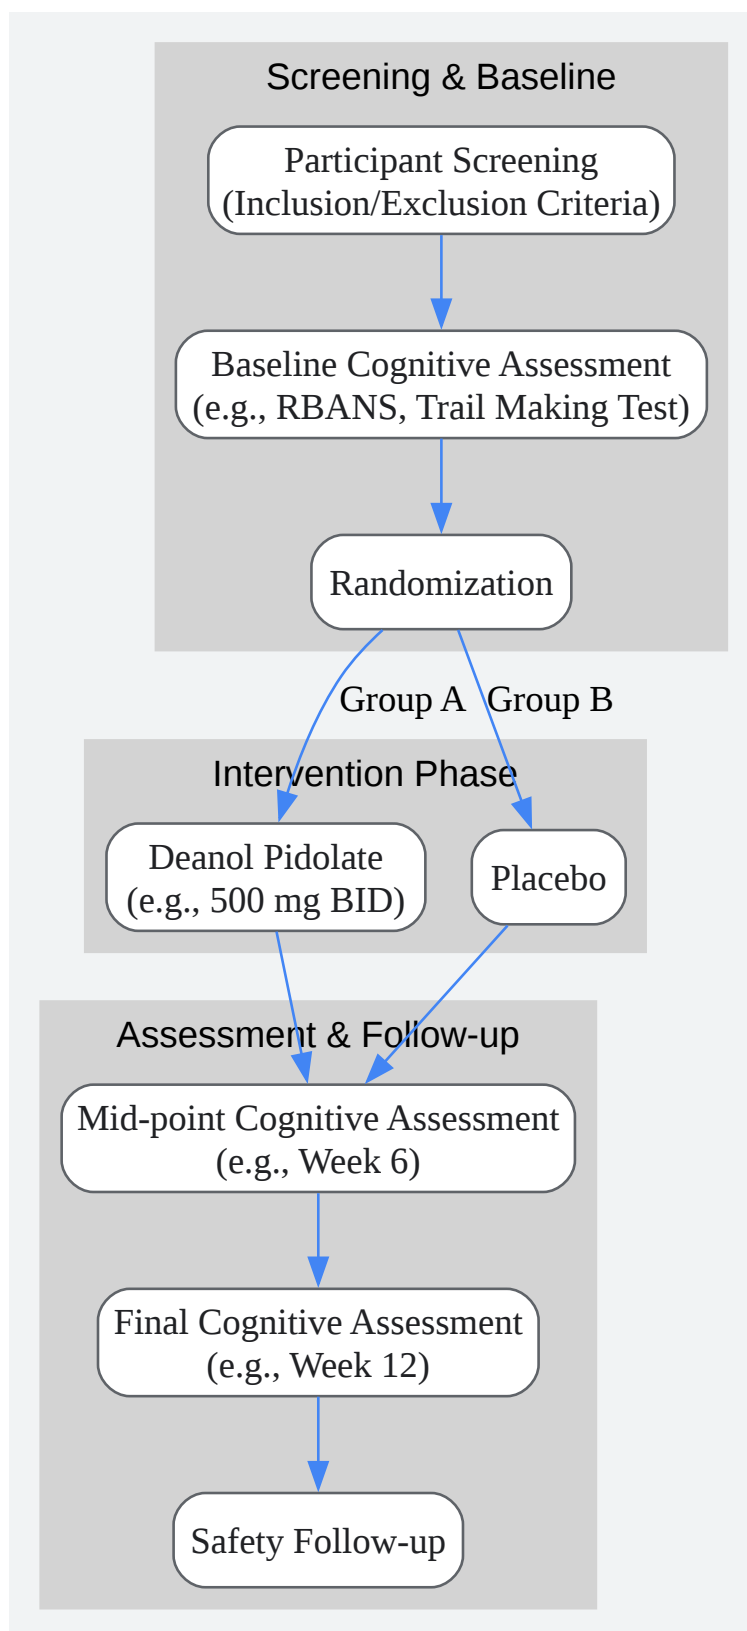 Screening & Baseline
Participant Screening
(Inclusion/Exclusion Criteria)
Baseline Cognitive Assessment
(e.g., RBANS, Trail Making Test)
Randomization
Group A
Group B
Intervention Phase
Deanol Pidolate
(e.g., 500 mg BID)
Placebo
Assessment & Follow-up
Mid-point Cognitive Assessment
(e.g., Week 6)
Final Cognitive Assessment
(e.g., Week 12)
Safety Follow-up